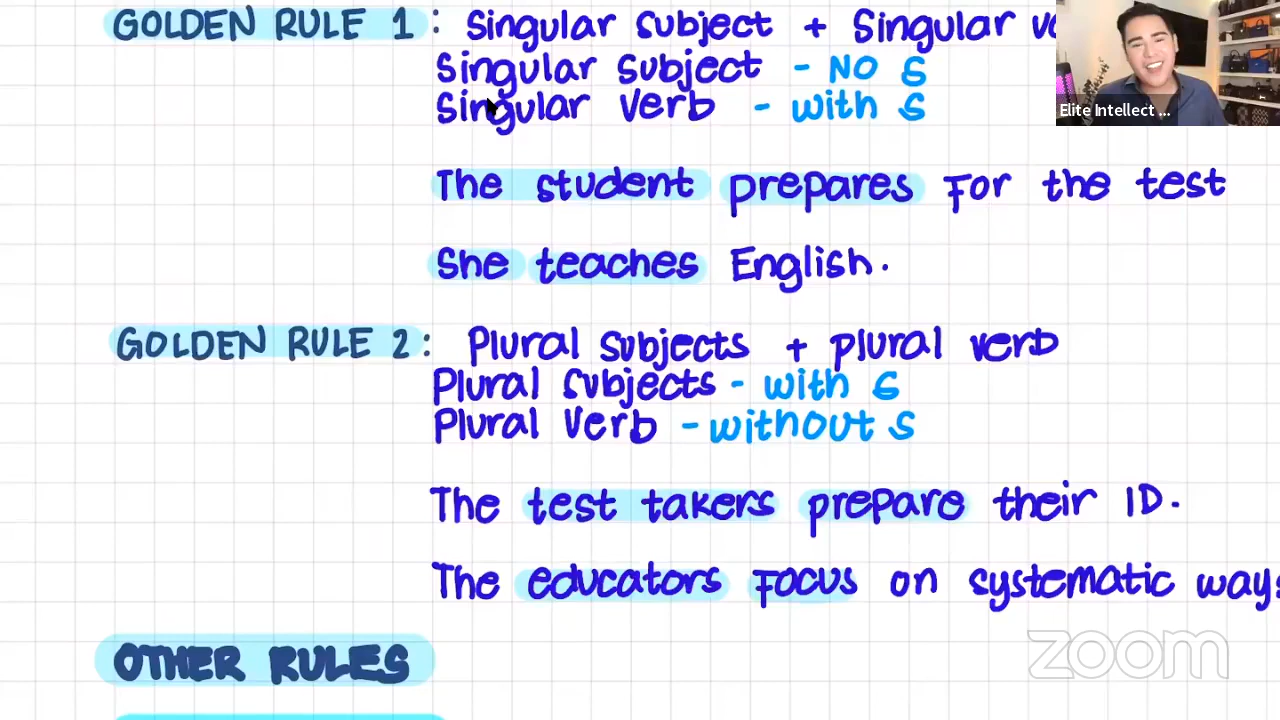 GOLDEN RULE 1 : Singular Subject + Singular
Singular Subject - NO S
Singular Verb - with S
Elite Intellect ...
The student prepares For the test
She teaches English.
GOLDEN RULE 2 : Plural Subjects + plural verb
Plural Subjects - with S
Plural Verb - without S
The test takers prepare their ID.
The educators Focus on systematic ways
OTHER RULES
zoom